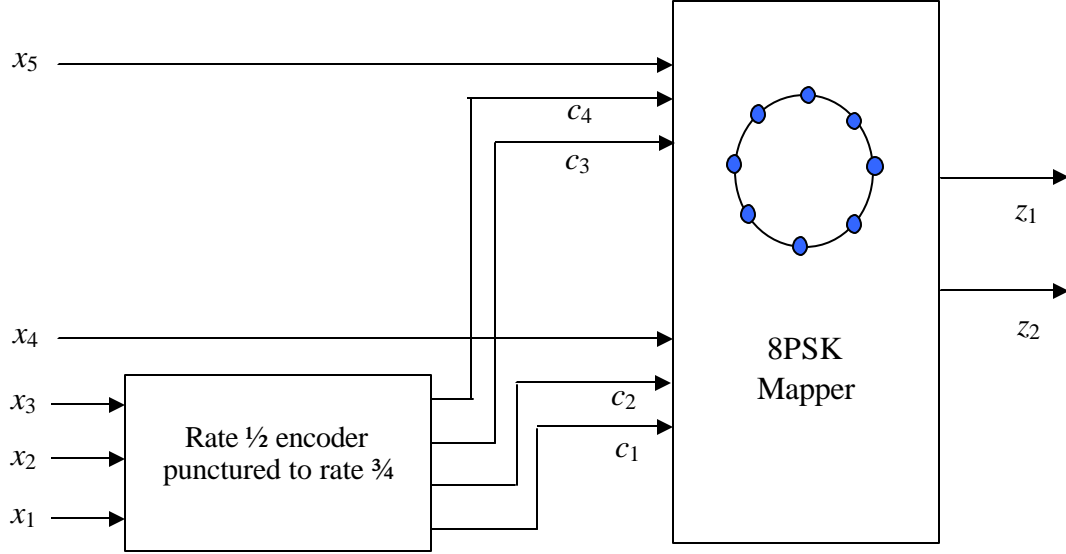 x5
c4
c3
z1
z2
x4
8PSK
Mapper
x3
c2
Rate ½ encoder
x2
punctured to rate ¾
c1
x1